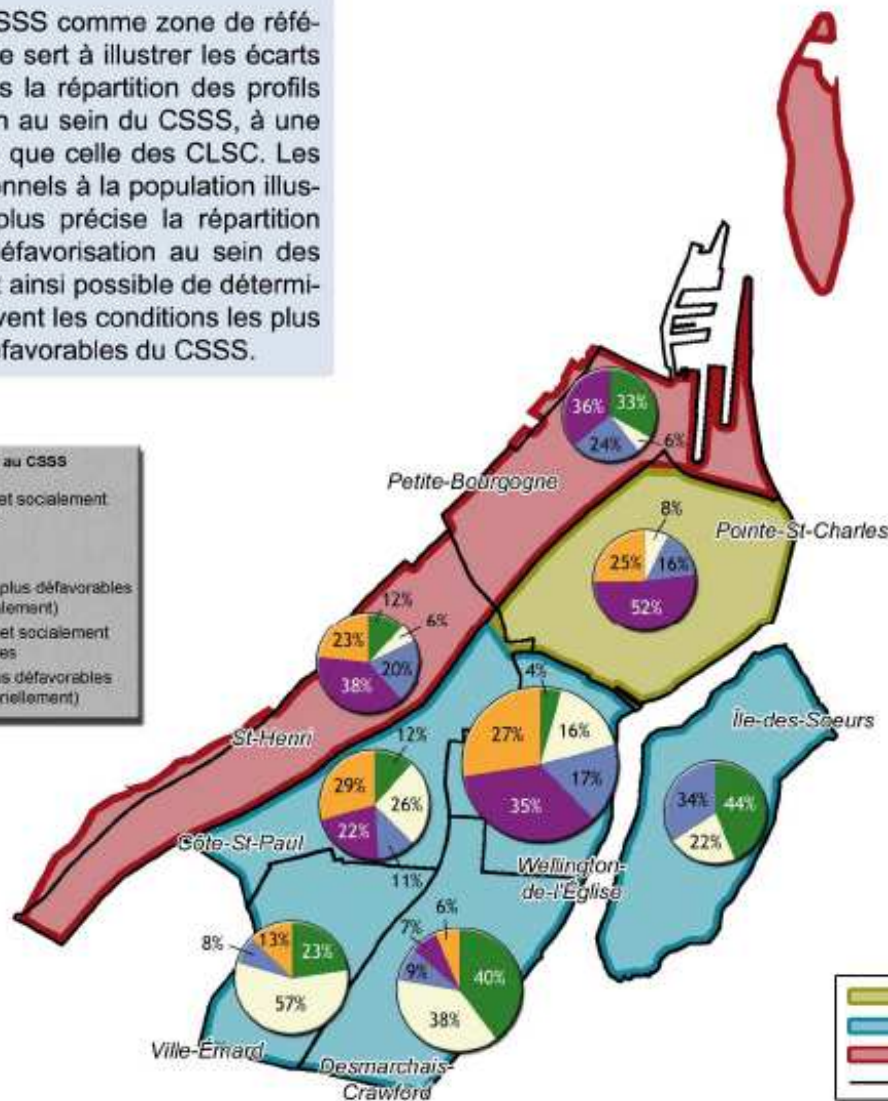 CSSS comme zone de réfé-
e sert à illustrer les écarts
s la répartition des profils
n au sein du CSSS, à une
que celle des CLSC. Les
onnels à la population illus-
plus précise la répartition
éfavorisation au sein des
t ainsi possible de détermi-
vent les conditions les plus
éfavorables du CSSS.
au CSSS
et socialement
plus défavorables
alement)
et socialement
es
us défavorables
riellement)
36%
33%
24%
6%
Petite-Bourgogne
8%
25%
16%
52%
Pointe-St-Charles
12%
6%
23%
20%
38%
St-Henri
4%
27%
16%
17%
35%
Wellington-
de-l'Église
Île-des-Soeurs
34%
44%
22%
12%
29%
26%
22%
11%
Côte-St-Paul
8%
13%
23%
57%
Ville-Émard
6%
7%
9%
40%
38%
Desmarchais-
Crawford